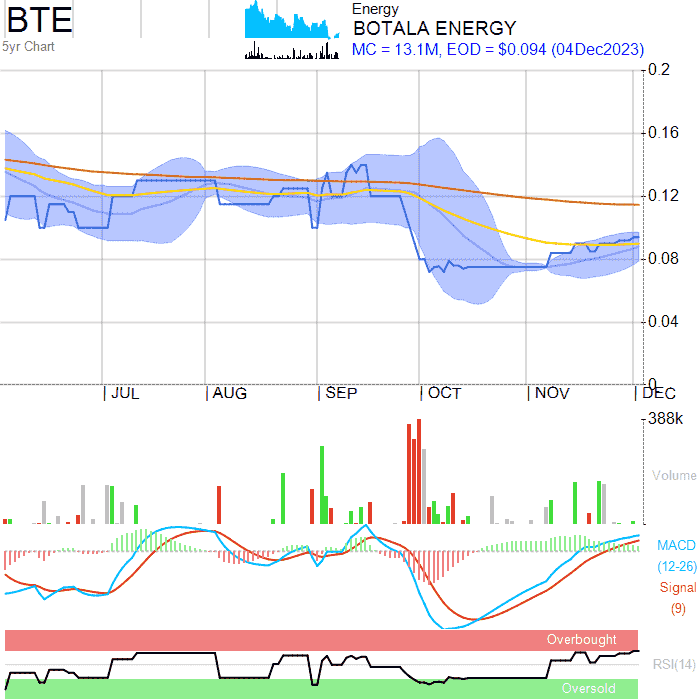 BTE
5yr Chart
Energy
BOTALA ENERGY
MC = 13.1M, EOD = $0.094 (04Dec2023)
0.2
0.16
0.12
0.08
0.04
0
JUL AUG SEP OCT NOV DEC
388k
Volume
MACD
(12-26)
Signal
(9)
Overbought
RSI(14)
Oversold